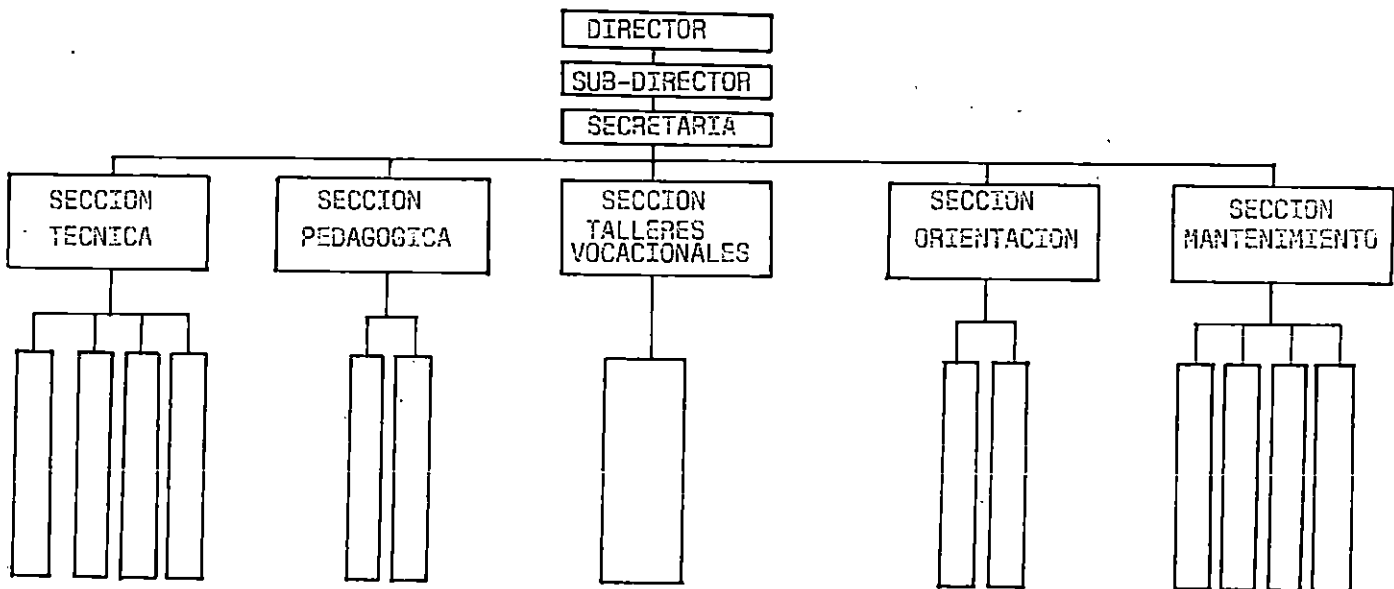 DIRECTOR
SUB-DIRECTOR
SECRETARIA
SECCION
TECNICA
SECCION
PEDAGOGICA
SECCION
TALLERES
VOCACIONALES
SECCION
ORIENTACION
SECCION
MANTENIMIENTO